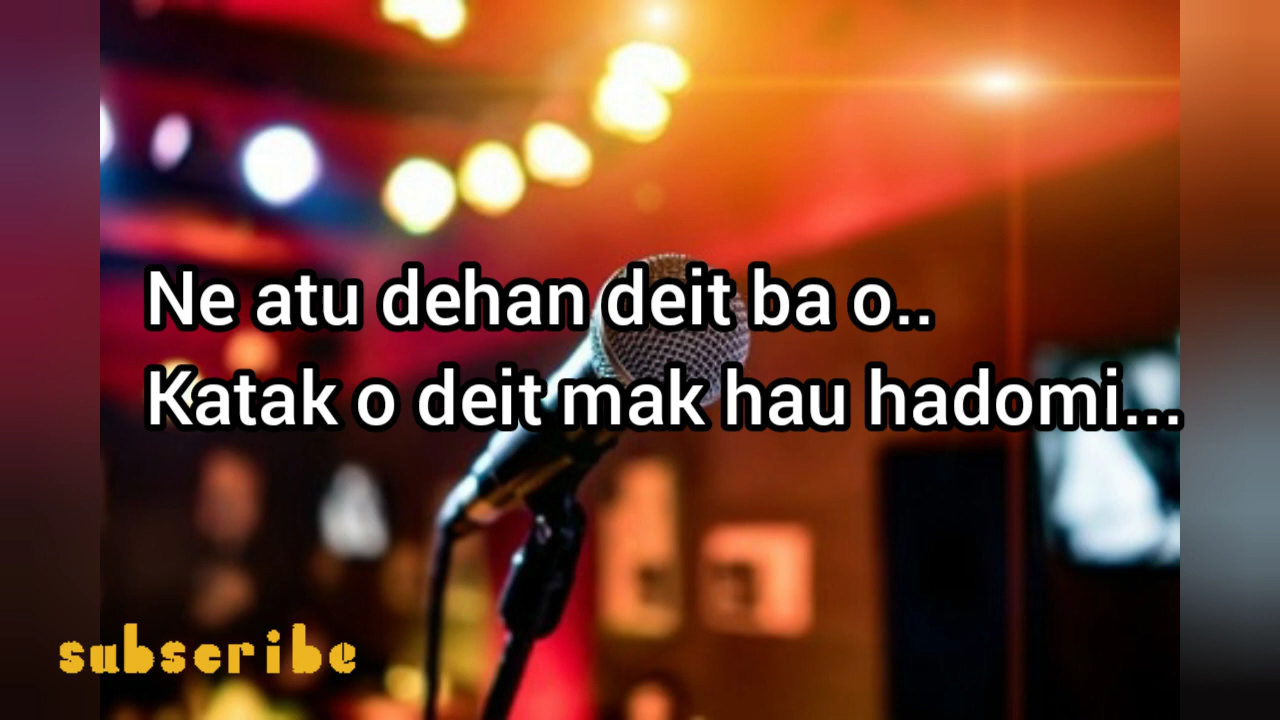 Ne atu dehan deit ba o..
Katak o deit mak hau hadomi...
subscribe